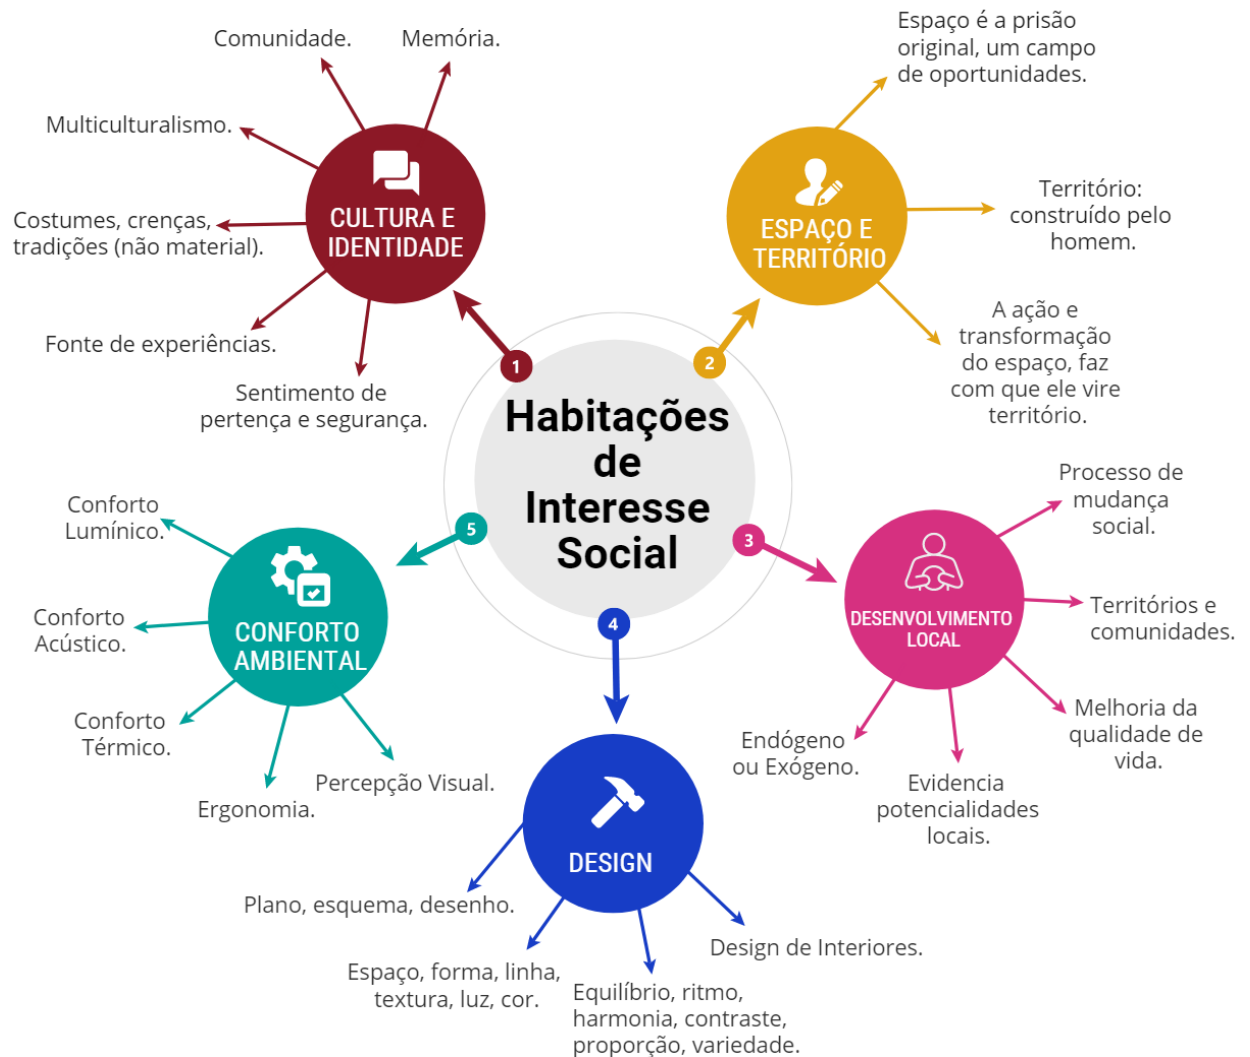 Habitações
de
Interesse
Social
1
CULTURA E
IDENTIDADE
Memória.
Comunidade.
Multiculturalismo.
Costumes, crenças,
tradições (não material).
Fonte de experiências.
Sentimento de
pertença e segurança.
2
ESPAÇO E
TERRITÓRIO
Espaço é a prisão
original, um campo
de oportunidades.
Território:
construído pelo
homem.
A ação e
transformação
do espaço, faz
com que ele vire
território.
3
DESENVOLVIMENTO
LOCAL
Processo de
mudança
social.
Territórios e
comunidades.
Melhoria da
qualidade de
vida.
Evidencia
potencialidades
locais.
Endógeno
ou Exógeno.
4
DESIGN
Plano, esquema, desenho.
Espaço, forma, linha,
textura, luz, cor.
Equilíbrio, ritmo,
harmonia, contraste,
proporção, variedade.
Design de Interiores.
5
CONFORTO
AMBIENTAL
Conforto
Lumínico.
Conforto
Acústico.
Conforto
Térmico.
Ergonomia.
Percepção Visual.